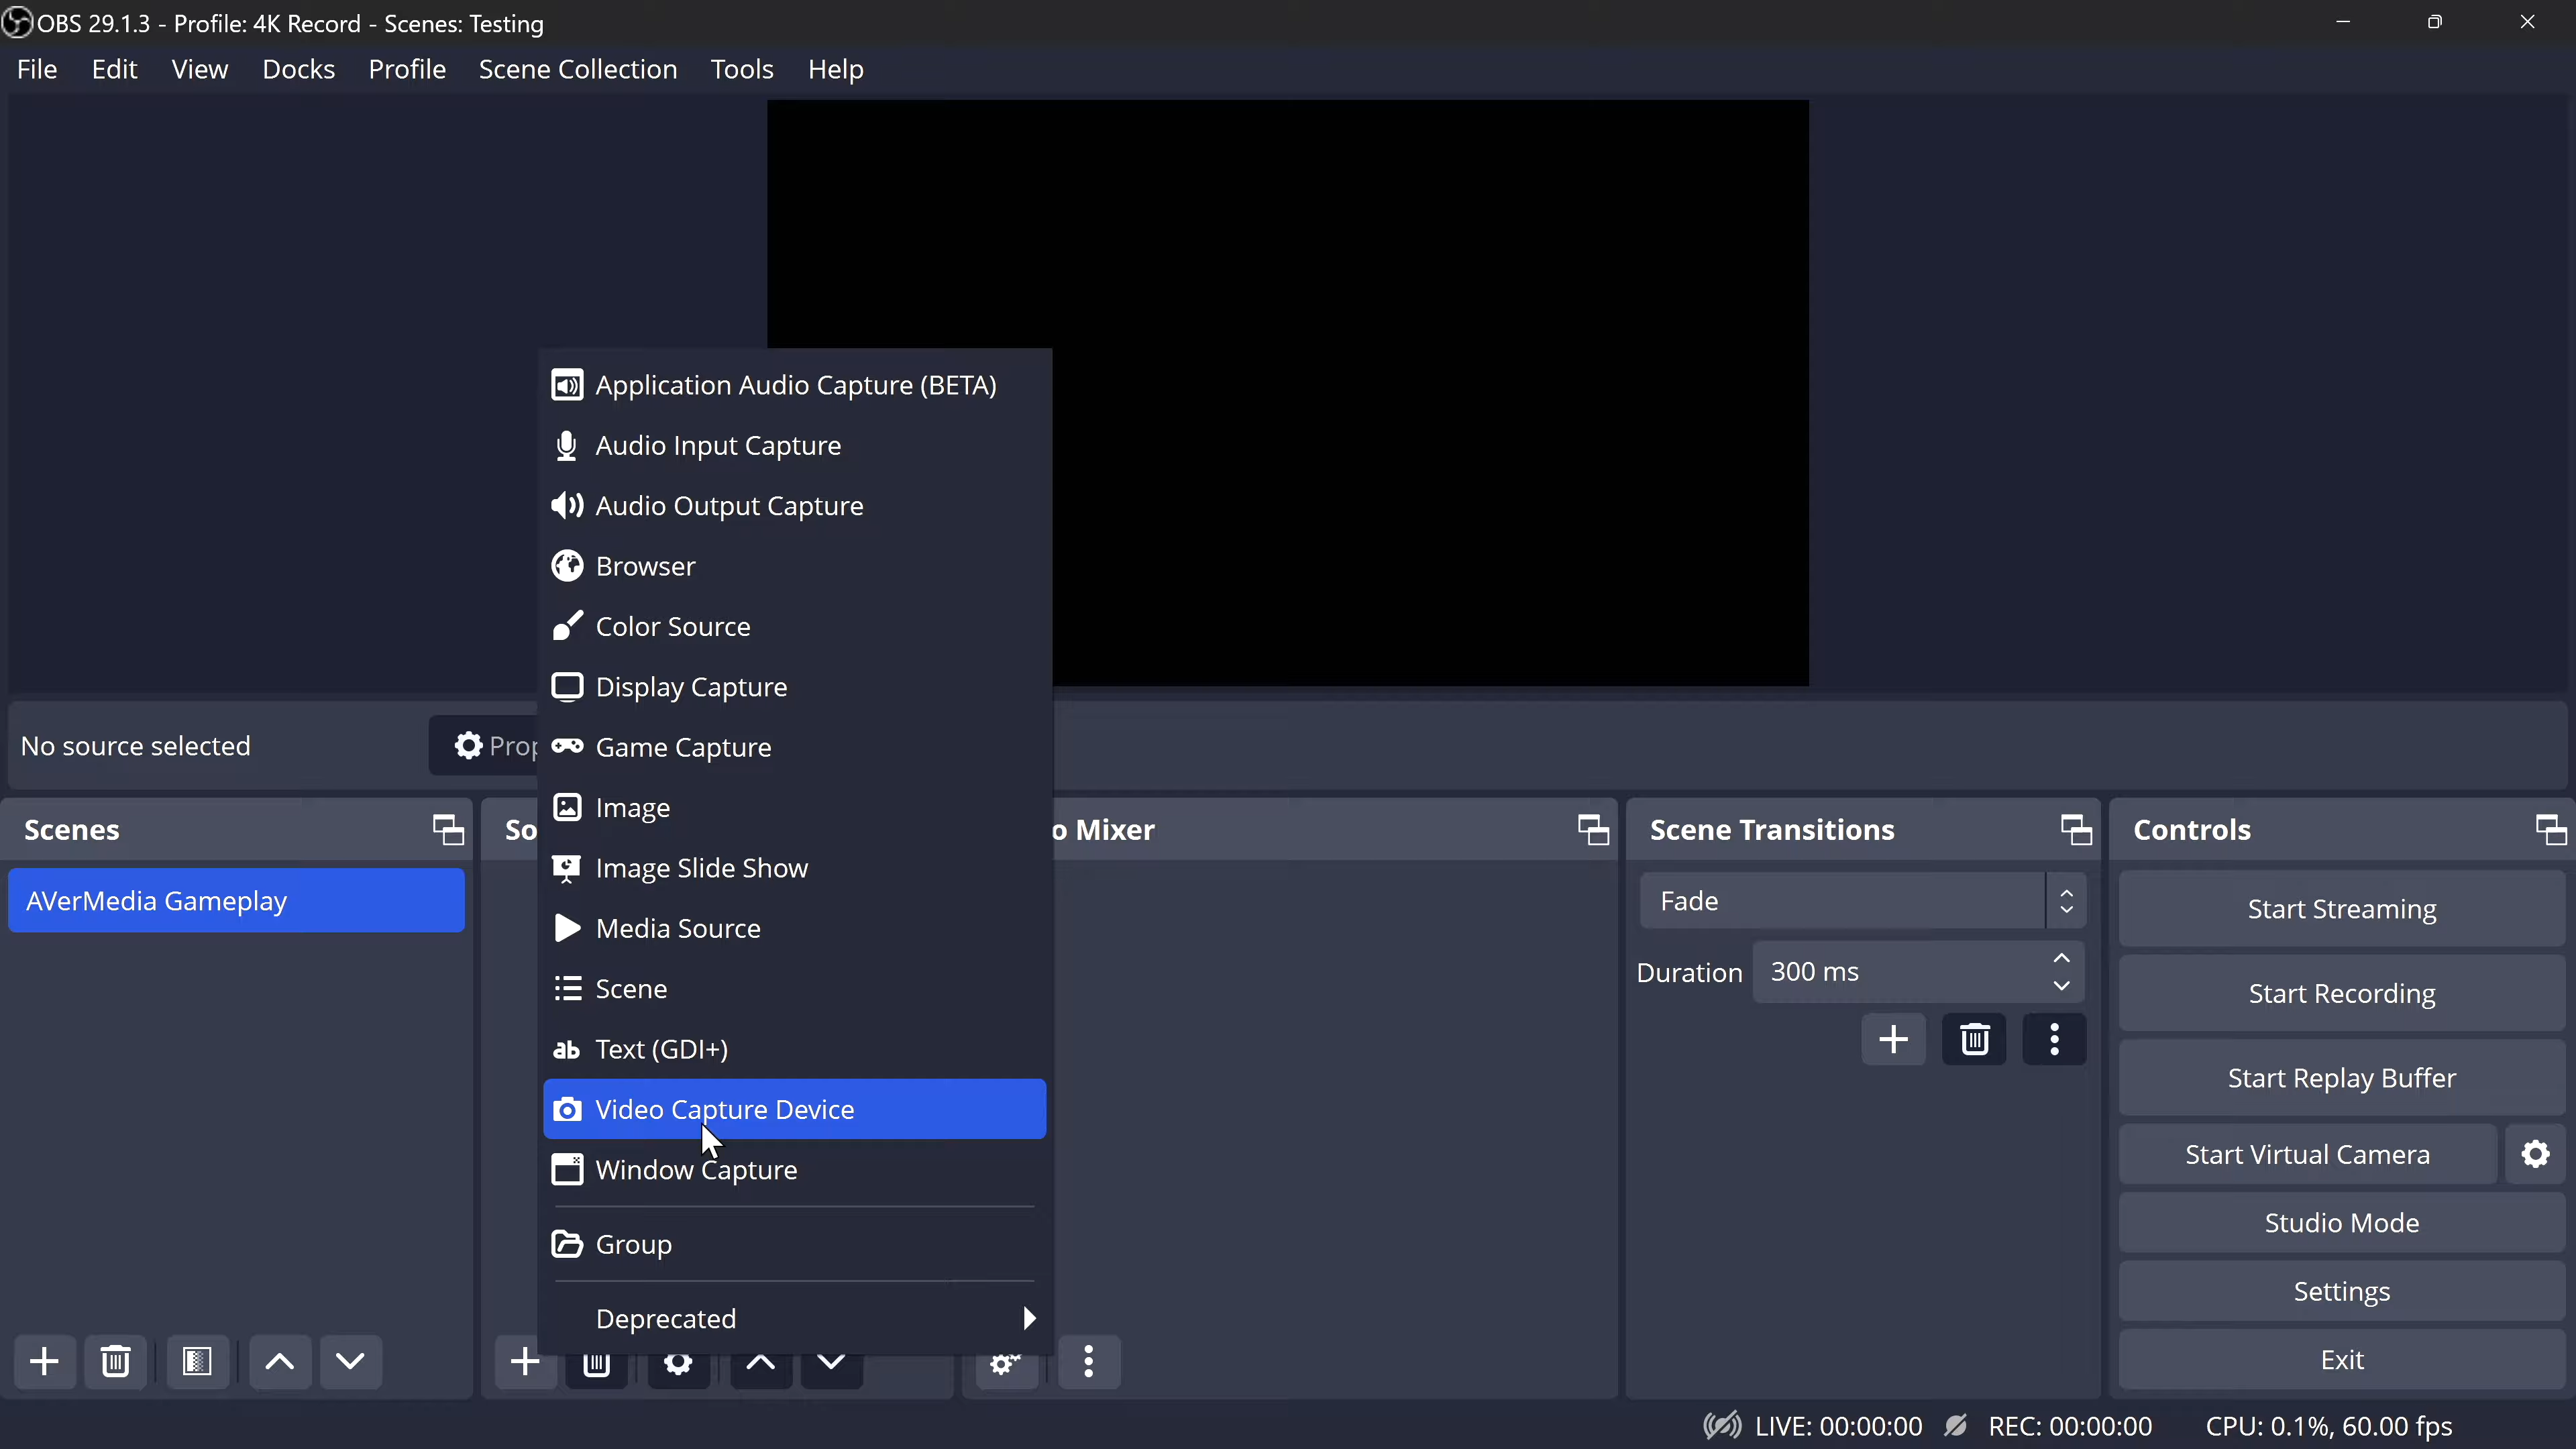 OBS 29.1.3 - Profile: 4K Record - Scenes: Testing
File Edit View Docks Profile Scene Collection Tools Help
Application Audio Capture (BETA)
Audio Input Capture
Audio Output Capture
Browser
Color Source
Display Capture
Game Capture
Image
Image Slide Show
Media Source
Scene
ab Text (GDI+)
Video Capture Device
Window Capture
Group
Deprecated
No source selected
Prop
Scenes
AVerMedia Gameplay
So
o Mixer
Scene Transitions
Fade
Duration 300 ms
Controls
Start Streaming
Start Recording
Start Replay Buffer
Start Virtual Camera
Studio Mode
Settings
Exit
LIVE: 00:00:00 REC: 00:00:00 CPU: 0.1%, 60.00 fps